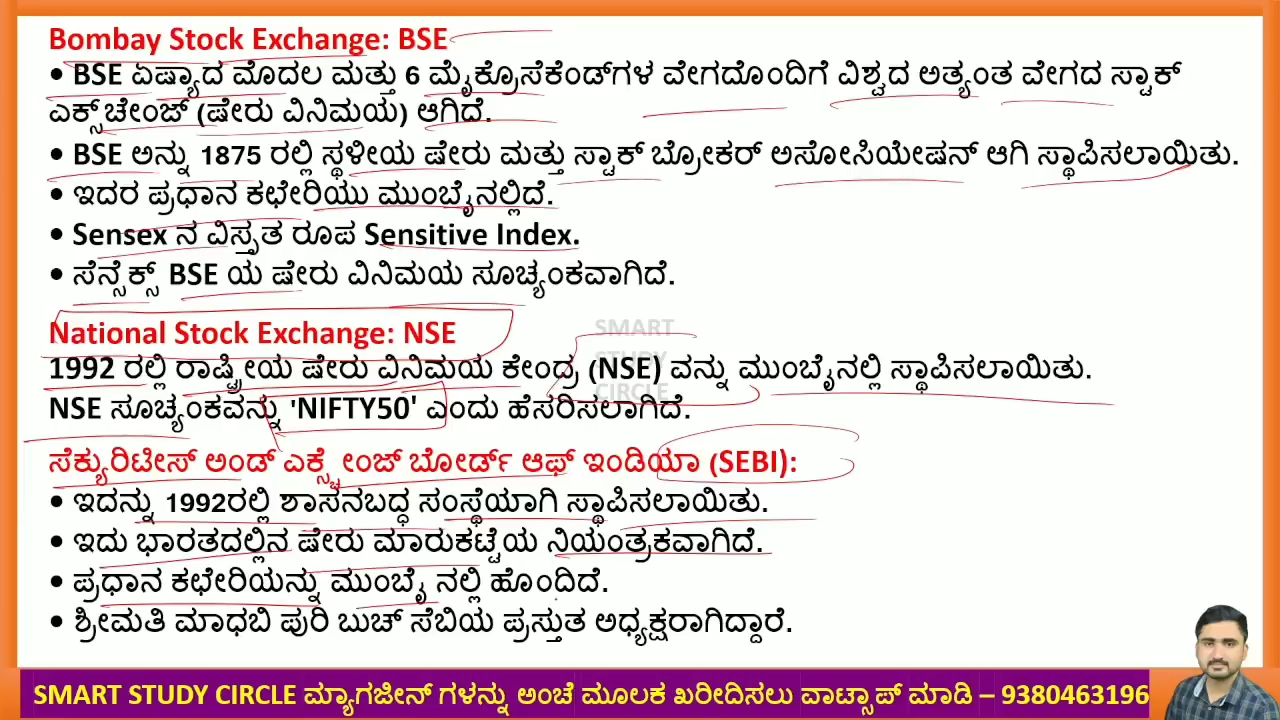 Bombay Stock Exchange: BSE
• BSE ಏಷ್ಯಾದ ಮೊದಲ ಮತ್ತು 6 ಮೈಕ್ರೊಸೆಕೆಂಡ್‌ಗಳ ವೇಗದೊಂದಿಗೆ ವಿಶ್ವದ ಅತ್ಯಂತ ವೇಗದ ಸ್ಟಾಕ್
ಎಕ್ಸ್‌ಚೇಂಜ್ (ಷೇರು ವಿನಿಮಯ) ಆಗಿದೆ.
• BSE ಅನ್ನು 1875 ರಲ್ಲಿ ಸ್ಥಳೀಯ ಷೇರು ಮತ್ತು ಸ್ಟಾಕ್ ಬ್ರೋಕರ್ ಅಸೋಸಿಯೇಷನ್ ಆಗಿ ಸ್ಥಾಪಿಸಲಾಯಿತು.
• ಇದರ ಪ್ರಧಾನ ಕಛೇರಿಯು ಮುಂಬೈನಲ್ಲಿದೆ.
• Sensex ನ ವಿಸ್ತೃತ ರೂಪ Sensitive Index.
• ಸೆನ್ಸೆಕ್ಸ್ BSE ಯ ಷೇರು ವಿನಿಮಯ ಸೂಚ್ಯಂಕವಾಗಿದೆ.
SMART
STUDY
CIRCLE
National Stock Exchange: NSE
1992 ರಲ್ಲಿ ರಾಷ್ಟ್ರೀಯ ಷೇರು ವಿನಿಮಯ ಕೇಂದ್ರ (NSE) ವನ್ನು ಮುಂಬೈನಲ್ಲಿ ಸ್ಥಾಪಿಸಲಾಯಿತು.
NSE ಸೂಚ್ಯಂಕವನ್ನು 'NIFTY50' ಎಂದು ಹೆಸರಿಸಲಾಗಿದೆ.
ಸೆಕ್ಯುರಿಟೀಸ್ ಅಂಡ್ ಎಕ್ಸ್ಚೇಂಜ್ ಬೋರ್ಡ್ ಆಫ್ ಇಂಡಿಯಾ (SEBI):
• ಇದನ್ನು 1992ರಲ್ಲಿ ಶಾಸನಬದ್ಧ ಸಂಸ್ಥೆಯಾಗಿ ಸ್ಥಾಪಿಸಲಾಯಿತು.
• ಇದು ಭಾರತದಲ್ಲಿನ ಷೇರು ಮಾರುಕಟ್ಟೆಯ ನಿಯಂತ್ರಕವಾಗಿದೆ.
• ಪ್ರಧಾನ ಕಛೇರಿಯನ್ನು ಮುಂಬೈ ನಲ್ಲಿ ಹೊಂದಿದೆ.
• ಶ್ರೀಮತಿ ಮಾಧಬಿ ಪುರಿ ಬುಚ್ ಸೆಬಿಯ ಪ್ರಸ್ತುತ ಅಧ್ಯಕ್ಷರಾಗಿದ್ದಾರೆ.
SMART STUDY CIRCLE ಮ್ಯಾಗಜೀನ್ ಗಳನ್ನು ಅಂಚೆ ಮೂಲಕ ಖರೀದಿಸಲು ವಾಟ್ಸಾಪ್ ಮಾಡಿ – 9380463196